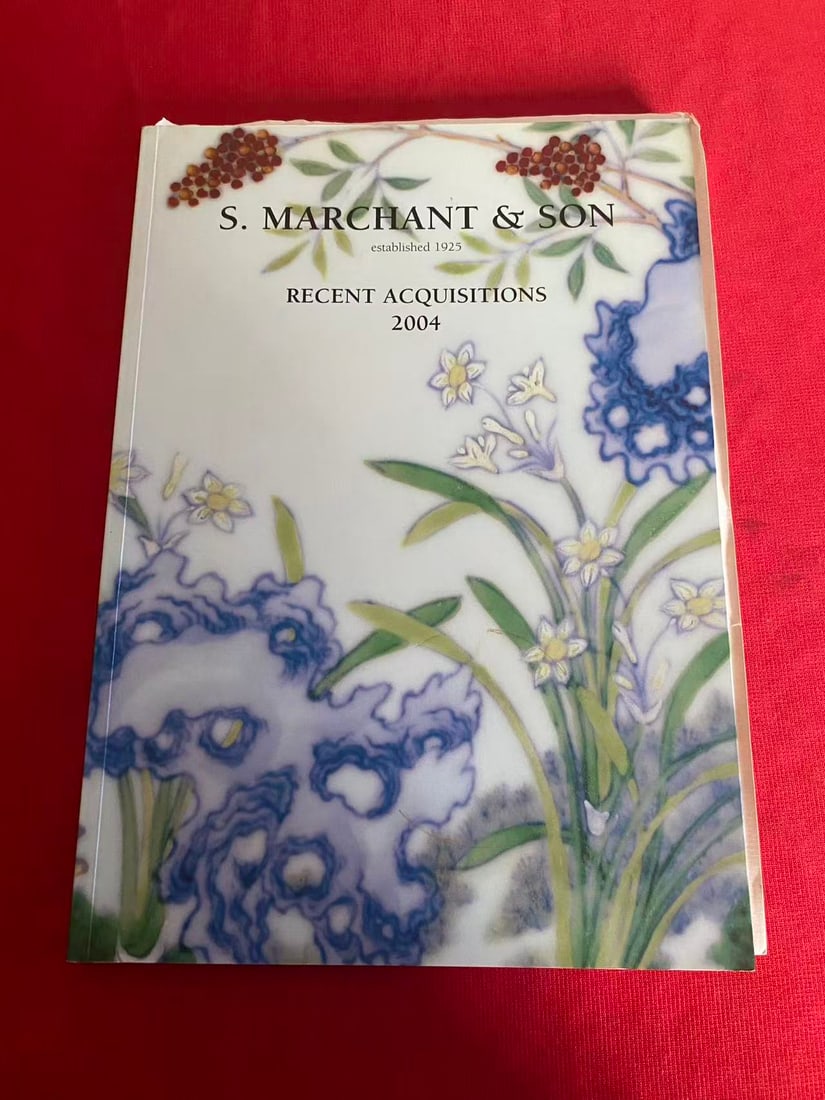 S. MARCHANT & SON
established 1925
RECENT ACQUISITIONS
2004